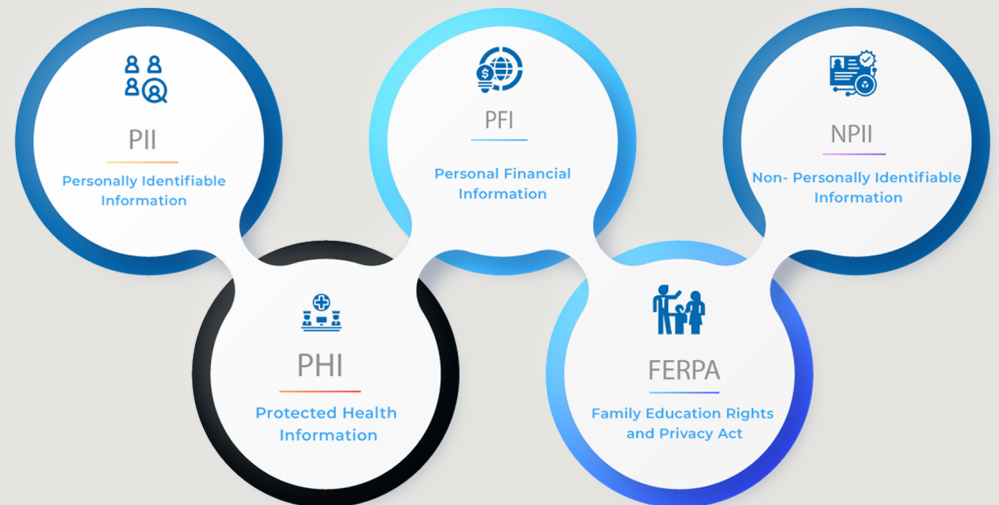 PII
Personally Identifiable
Information
PHI
Protected Health
Information
PFI
Personal Financial
Information
FERPA
Family Education Rights
and Privacy Act
NPII
Non- Personally Identifiable
Information